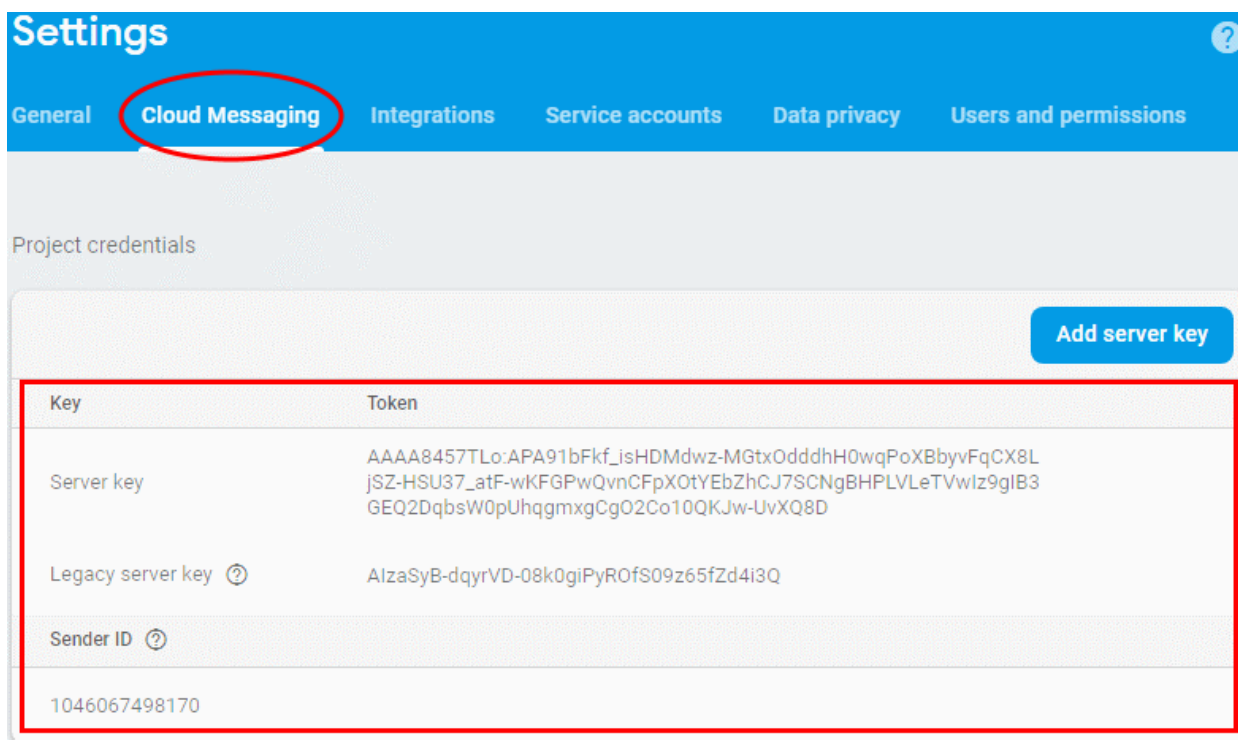 Settings
General Cloud Messaging Integrations Service accounts Data privacy Users and permissions
Project credentials
Add server key
Key Token
Server key
AAAA8457TLo:APA91bFkf_isHDMdwz-MGtxOdddhH0wqPoXBbyvFqCX8L
jSZ-HSU37_atF-wKFGPwQvnCFpXOtYEbZhCJ7SCNgBHPLVLeTVwIz9gIB3
GEQ2DqbsW0pUhqgmxgCgO2Co10QKJw-UvXQ8D
Legacy server key AIzaSyB-dqyrVD-08k0giPyROfS09z65fZd4i3Q
Sender ID
1046067498170